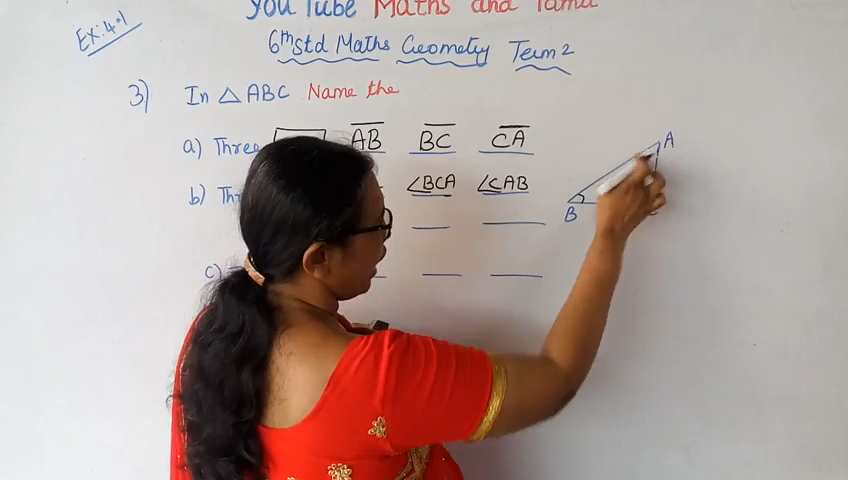 YouTube Maths and Tamil
Ex:4.1
6th std Maths Geometry Term 2
3) In △ABC Name the
a) Three AB BC CA
b) ∠BCA ∠CAB
c)
A
B